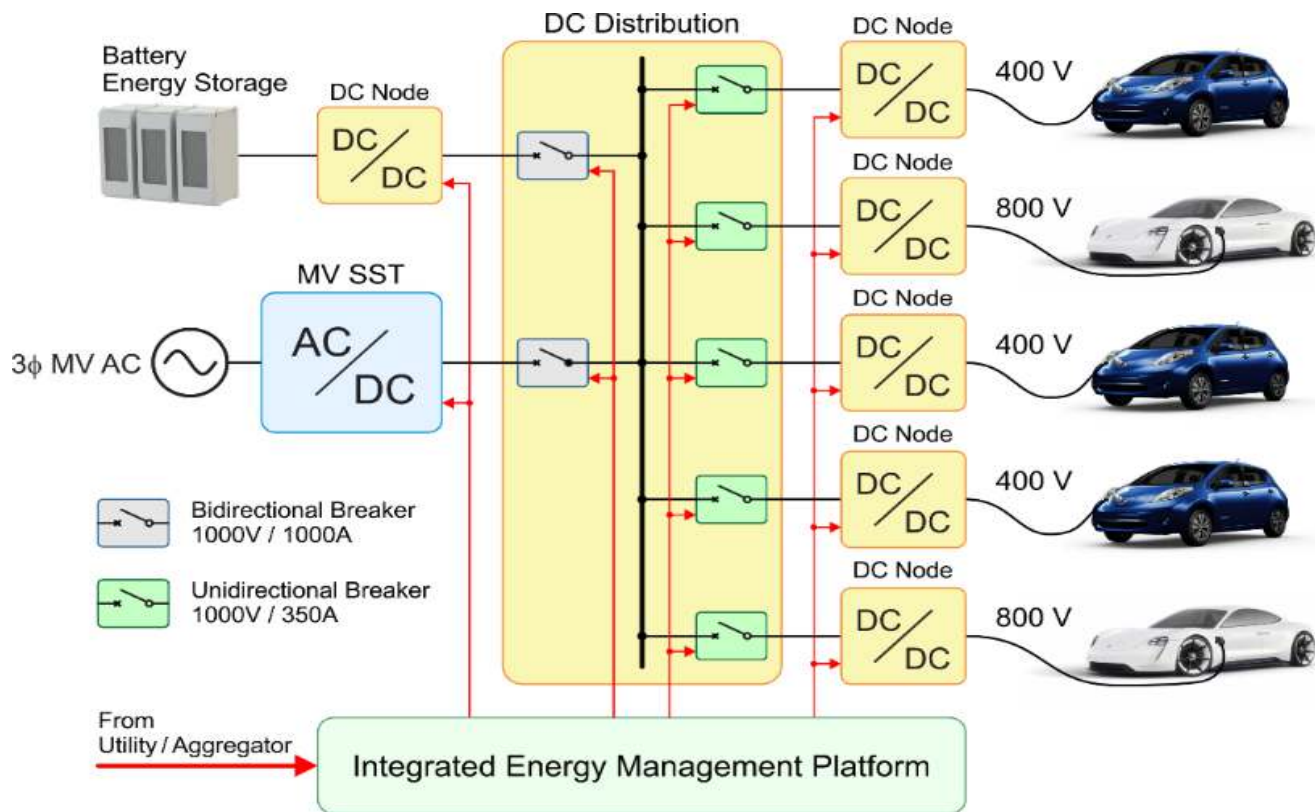 DC Distribution
Battery
Energy Storage
DC Node
DC/DC
MV SST
AC/DC
3ϕ MV AC
DC Node
DC/DC
400 V
DC Node
DC/DC
800 V
DC Node
DC/DC
400 V
DC Node
DC/DC
400 V
DC Node
DC/DC
800 V
Bidirectional Breaker
1000V / 1000A
Unidirectional Breaker
1000V / 350A
From
Utility / Aggregator
Integrated Energy Management Platform